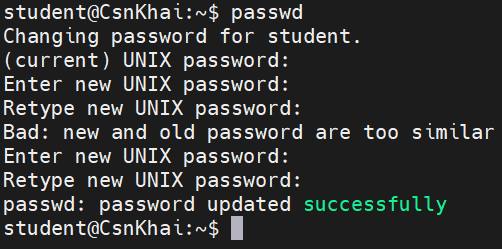 student@CsnKhai:~$ passwd
Changing password for student.
(current) UNIX password:
Enter new UNIX password:
Retype new UNIX password:
Bad: new and old password are too similar
Enter new UNIX password:
Retype new UNIX password:
passwd: password updated successfully
student@CsnKhai:~$